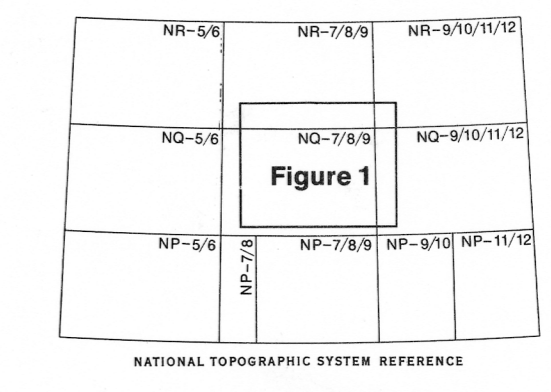 NR–5/6 NR–7/8/9 NR–9/10/11/12
NQ–5/6 NQ–7/8/9 NQ–9/10/11/12
Figure 1
NP–5/6 NP–7/8 NP–7/8/9 NP–9/10 NP–11/12
NATIONAL TOPOGRAPHIC SYSTEM REFERENCE